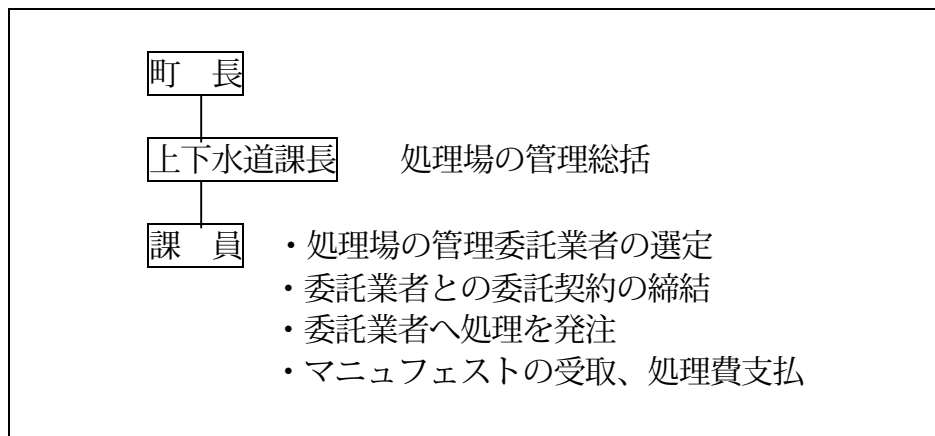 町　長
上下水道課長　　処理場の管理総括
課　員　・処理場の管理委託業者の選定
・委託業者との委託契約の締結
・委託業者へ処理を発注
・マニュフェストの受取、処理費支払